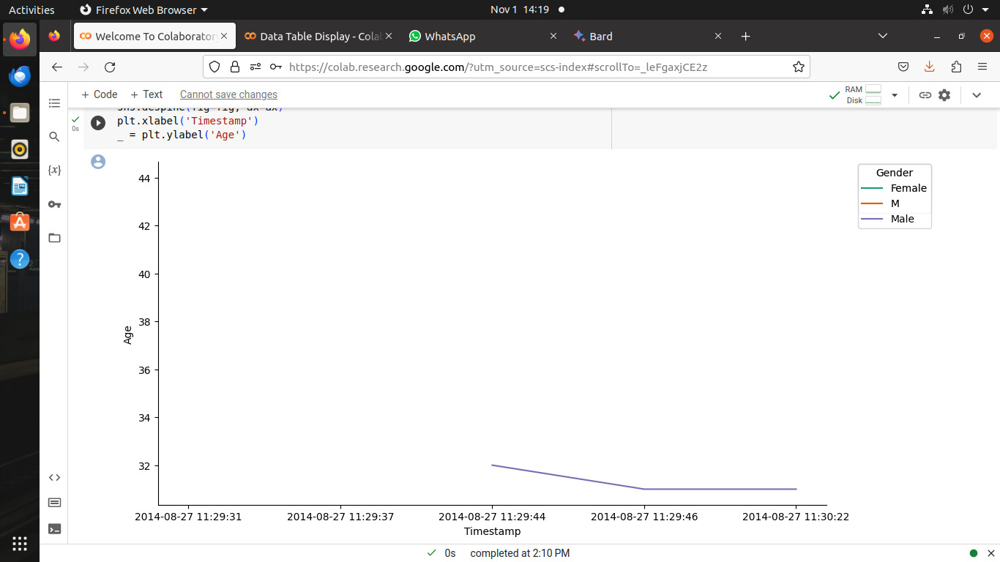 Activities
Firefox Web Browser
Nov 1 14:19
Welcome To Colaboratory
Data Table Display - Colab
WhatsApp
Bard
https://colab.research.google.com/?utm_source=scs-index#scrollTo=_leFgaxjCE2z
+ Code
+ Text
Cannot save changes
RAM
Disk
0s
sns.despine(fig=fig, ax=ax)
plt.xlabel('Timestamp')
_ = plt.ylabel('Age')
{x}
44
42
40
38
36
34
32
Age
Gender
Female
M
Male
2014-08-27 11:29:31
2014-08-27 11:29:37
2014-08-27 11:29:44
2014-08-27 11:29:46
2014-08-27 11:30:22
Timestamp
0s
completed at 2:10 PM